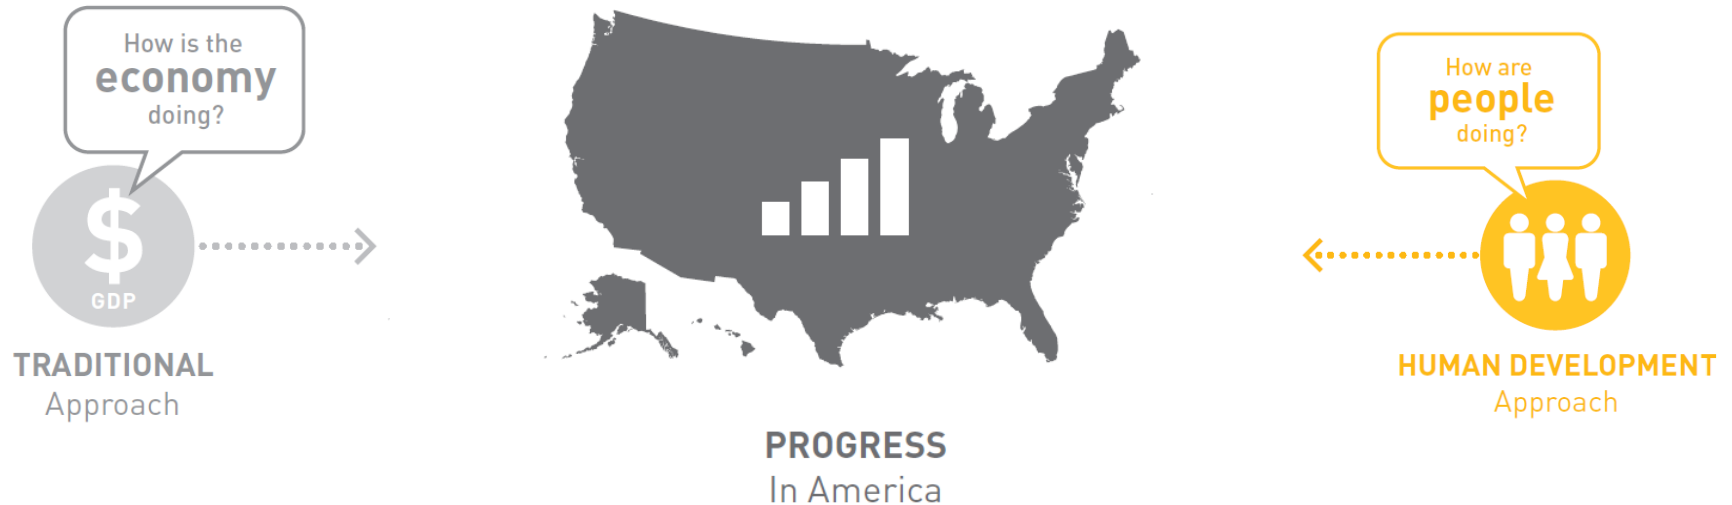 How is the
economy
doing?
$
GDP
TRADITIONAL
Approach
PROGRESS
In America
How are
people
doing?
HUMAN DEVELOPMENT
Approach